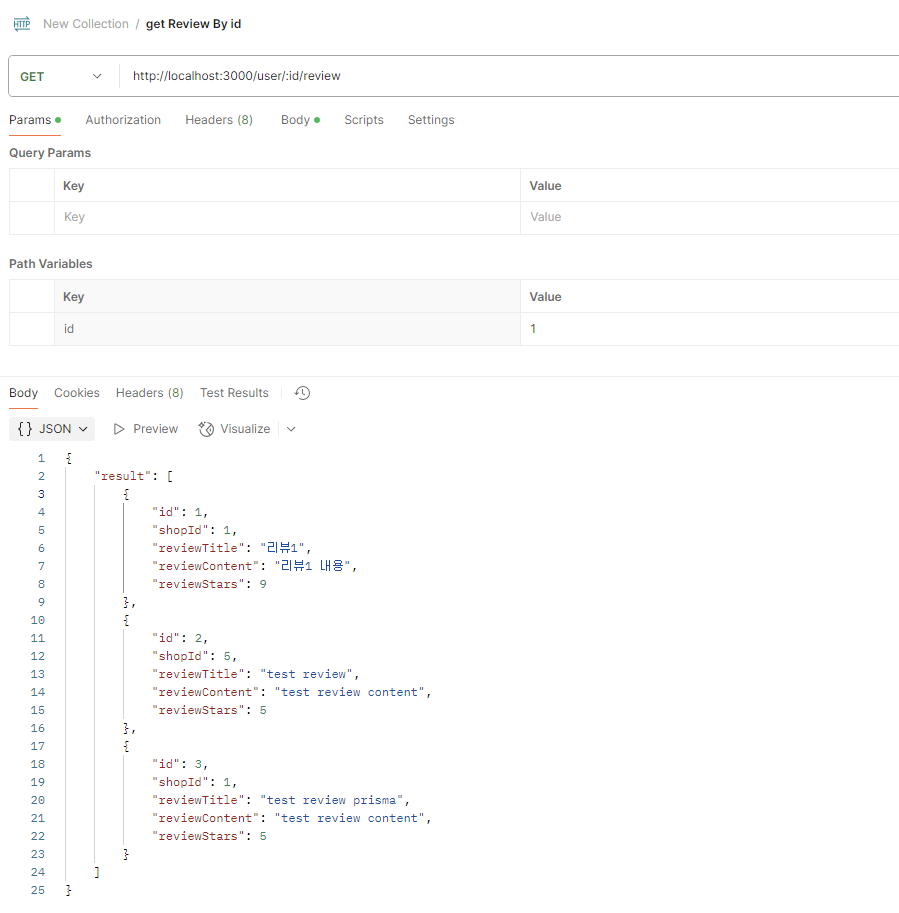 HTTP New Collection / get Review By id
GET http://localhost:3000/user/:id/review
Params Authorization Headers (8) Body Scripts Settings
Query Params
Key Value
Key Value
Path Variables
Key Value
id 1
Body Cookies Headers (8) Test Results
{} JSON Preview Visualize
1 {
2 "result": [
3 {
4 "id": 1,
5 "shopId": 1,
6 "reviewTitle": "리뷰1",
7 "reviewContent": "리뷰1 내용",
8 "reviewStars": 9
9 },
10 {
11 "id": 2,
12 "shopId": 5,
13 "reviewTitle": "test review",
14 "reviewContent": "test review content",
15 "reviewStars": 5
16 },
17 {
18 "id": 3,
19 "shopId": 1,
20 "reviewTitle": "test review prisma",
21 "reviewContent": "test review content",
22 "reviewStars": 5
23 }
24 ]
25 }